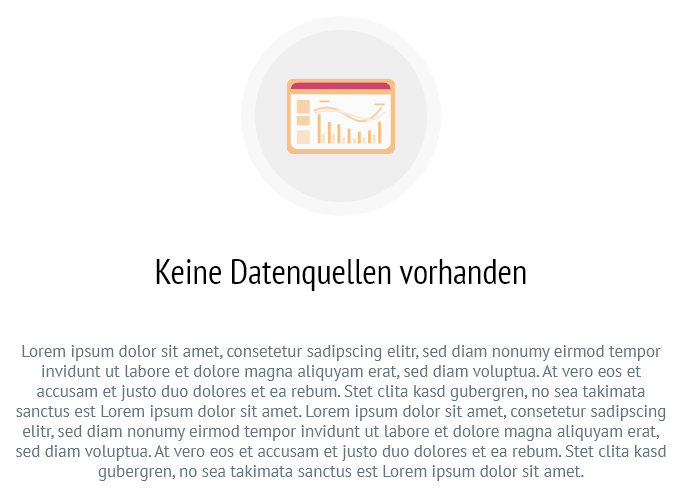 Keine Datenquellen vorhanden
Lorem ipsum dolor sit amet, consetetur sadipscing elitr, sed diam nonumy eirmod tempor
invidunt ut labore et dolore magna aliquyam erat, sed diam voluptua. At vero eos et
accusam et justo duo dolores et ea rebum. Stet clita kasd gubergren, no sea takimata
sanctus est Lorem ipsum dolor sit amet. Lorem ipsum dolor sit amet, consetetur sadipscing
elitr, sed diam nonumy eirmod tempor invidunt ut labore et dolore magna aliquyam erat,
sed diam voluptua. At vero eos et accusam et justo duo dolores et ea rebum. Stet clita kasd
gubergren, no sea takimata sanctus est Lorem ipsum dolor sit amet.